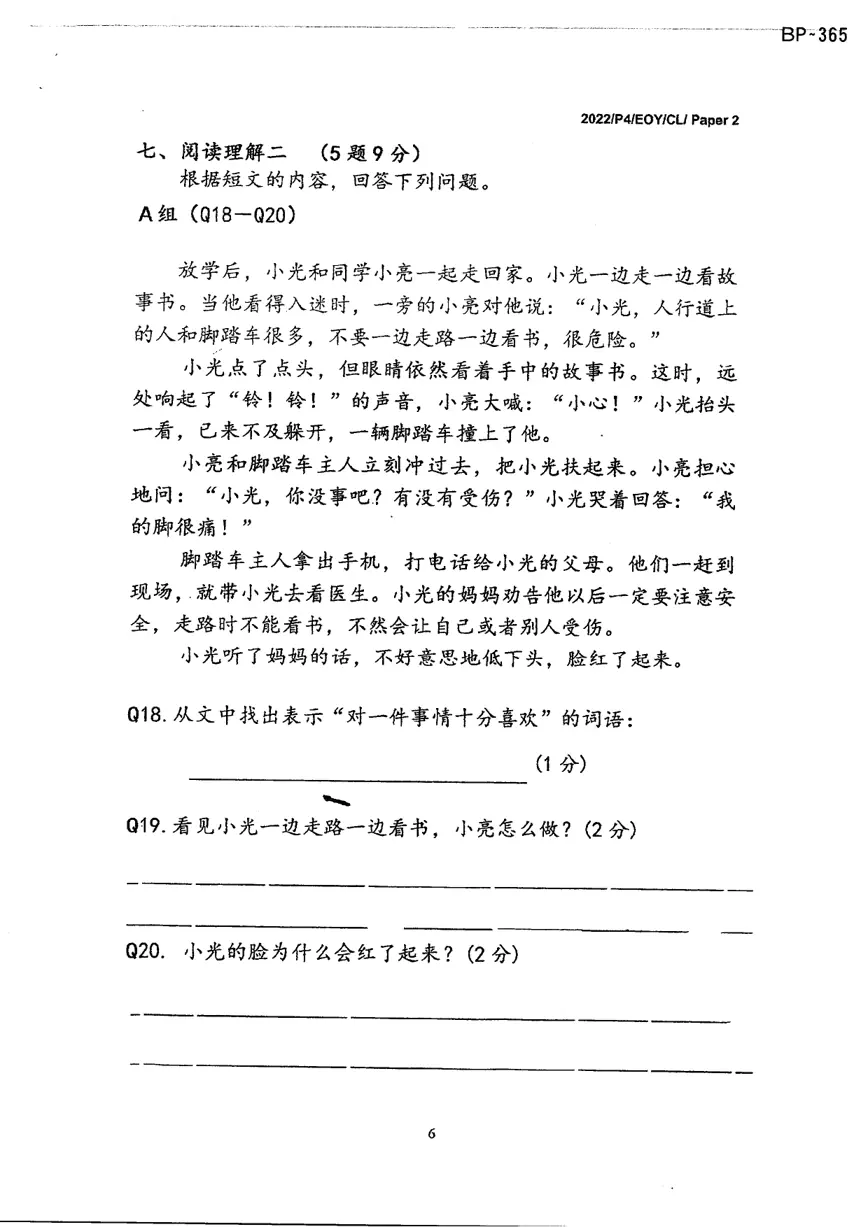 BP-365
2022/P4/EOY/CL/ Paper 2
七、阅读理解二 （5题9分）
根据短文的内容，回答下列问题。
A组（Q18－Q20）
放学后，小光和同学小亮一起走回家。小光一边走一边看故
事书。当他看得入迷时，一旁的小亮对他说：“小光，人行道上
的人和脚踏车很多，不要一边走路一边看书，很危险。”
小光点了点头，但眼睛依然看着手中的故事书。这时，远
处响起了“铃！铃！”的声音，小亮大喊：“小心！”小光抬头
一看，已来不及躲开，一辆脚踏车撞上了他。
小亮和脚踏车主人立刻冲过去，把小光扶起来。小亮担心
地问：“小光，你没事吧？有没有受伤？”小光哭着回答：“我
的脚很痛！”
脚踏车主人拿出手机，打电话给小光的父母。他们一赶到
现场，就带小光去看医生。小光的妈妈劝告他以后一定要注意安
全，走路时不能看书，不然会让自己或者别人受伤。
小光听了妈妈的话，不好意思地低下头，脸红了起来。
Q18. 从文中找出表示“对一件事情十分喜欢”的词语：
（1分）
Q19. 看见小光一边走路一边看书，小亮怎么做？（2分）
Q20. 小光的脸为什么会红了起来？（2分）
6